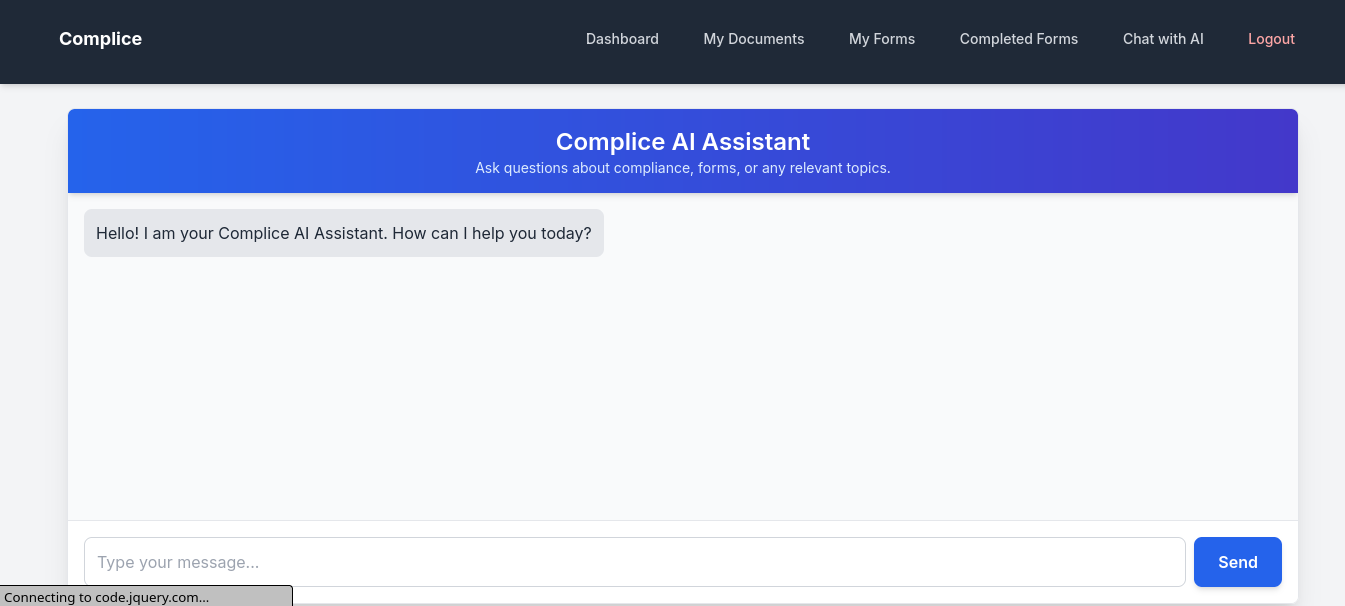 Complice
Dashboard
My Documents
My Forms
Completed Forms
Chat with AI
Logout
Complice AI Assistant
Ask questions about compliance, forms, or any relevant topics.
Hello! I am your Complice AI Assistant. How can I help you today?
Type your message...
Send
Connecting to code.jquery.com...